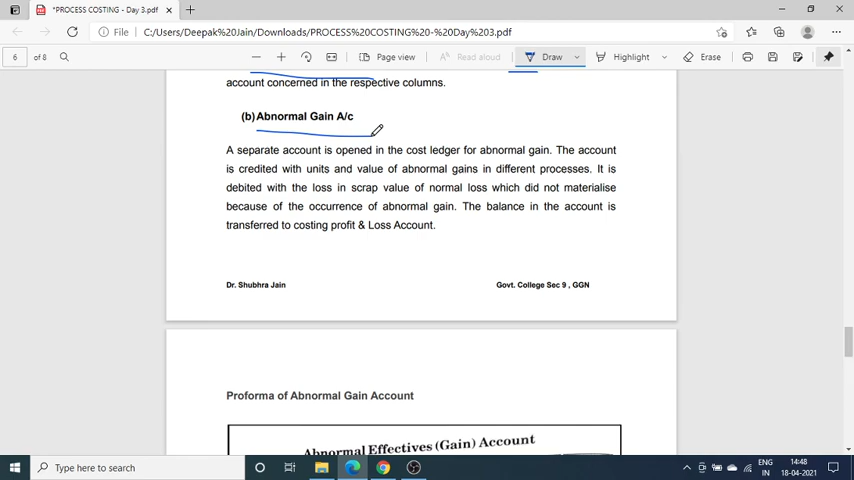 *PROCESS COSTING - Day 3.pdf
File
C:/Users/Deepak%20Jain/Downloads/PROCESS%20COSTING%20-%20Day%203.pdf
6 of 8
Page view
Read aloud
Draw
Highlight
Erase
account concerned in the respective columns.
(b)Abnormal Gain A/c
A separate account is opened in the cost ledger for abnormal gain. The account
is credited with units and value of abnormal gains in different processes. It is
debited with the loss in scrap value of normal loss which did not materialise
because of the occurrence of abnormal gain. The balance in the account is
transferred to costing profit & Loss Account.
Dr. Shubhra Jain Govt. College Sec 9 , GGN
Proforma of Abnormal Gain Account
Abnormal Effectives (Gain) Account
Type here to search
ENG
IN
14:48
18-04-2021